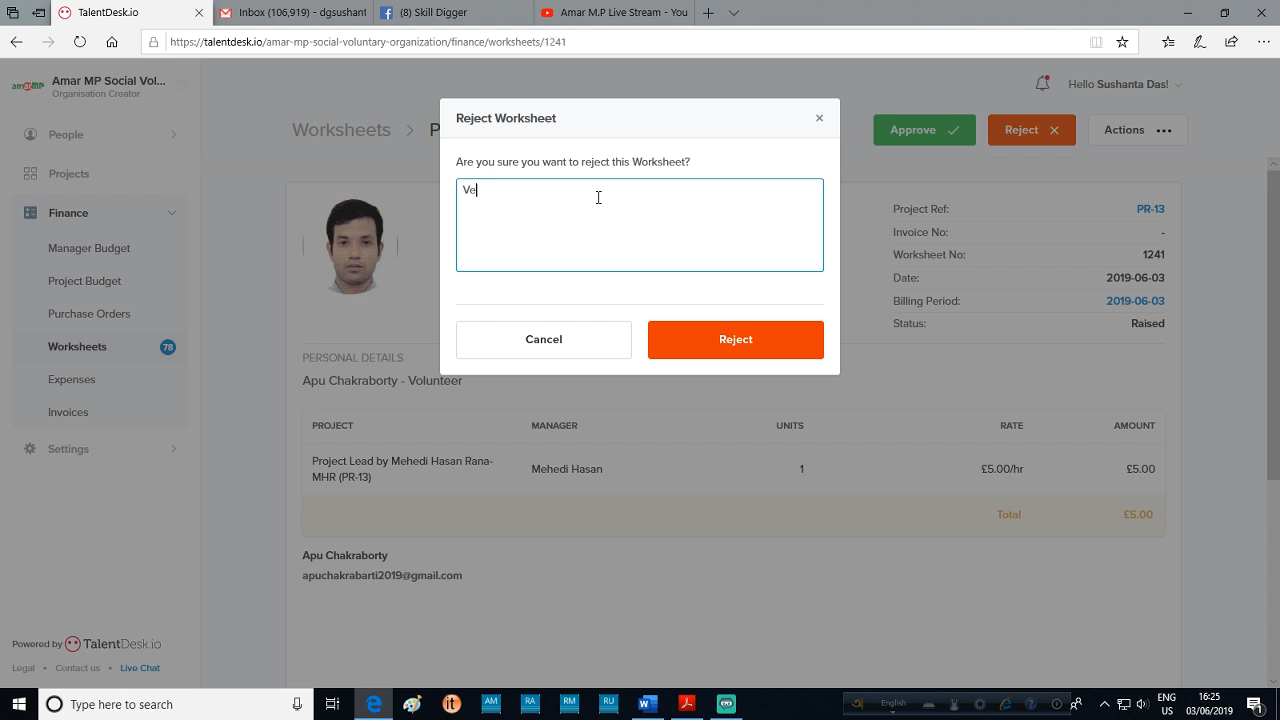 TalentDesk.io
Inbox (106,919) - dgsushant
(8) Skill Digger
Amar M.P Live Stream - You
https://talentdesk.io/amar-mp-social-voluntary-organization/finance/worksheets/1241
Amar MP Social Vol...
Organisation Creator
Hello Sushanta Das!
People
Projects
Finance
Manager Budget
Project Budget
Purchase Orders
Worksheets 78
Expenses
Invoices
Settings
Powered by TalentDesk.io
Legal • Contact us • Live Chat
Worksheets > P
Approve
Reject
Actions
Reject Worksheet
Are you sure you want to reject this Worksheet?
Ve
Cancel
Reject
Project Ref: PR-13
Invoice No: -
Worksheet No: 1241
Date: 2019-06-03
Billing Period: 2019-06-03
Status: Raised
PERSONAL DETAILS
Apu Chakraborty - Volunteer
PROJECT MANAGER UNITS RATE AMOUNT
Project Lead by Mehedi Hasan Rana-
MHR (PR-13)
Mehedi Hasan 1 £5.00/hr £5.00
Total £5.00
Apu Chakraborty
apuchakrabarti2019@gmail.com
Type here to search
AM RA RM RU
English
ENG
US
16:25
03/06/2019